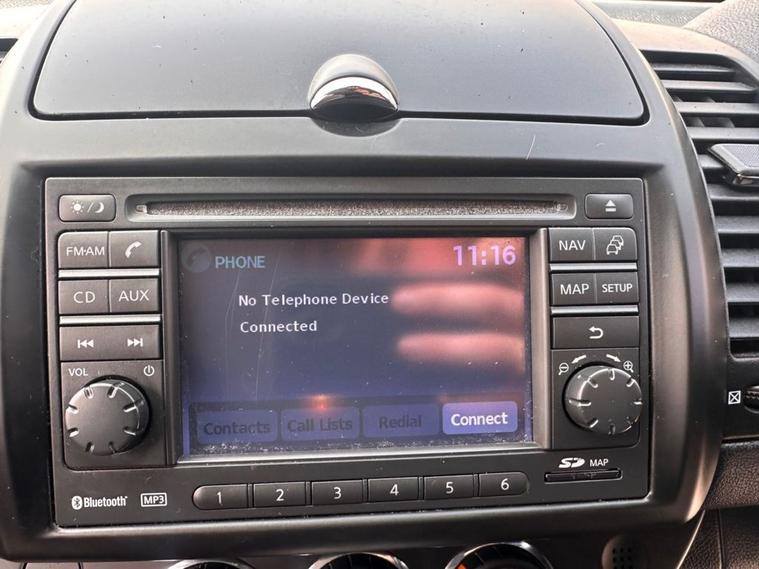 FM·AM
CD AUX
VOL
PHONE 11:16
No Telephone Device
Connected
Contacts Call Lists Redial Connect
NAV
MAP SETUP
Bluetooth MP3
1 2 3 4 5 6
SD MAP